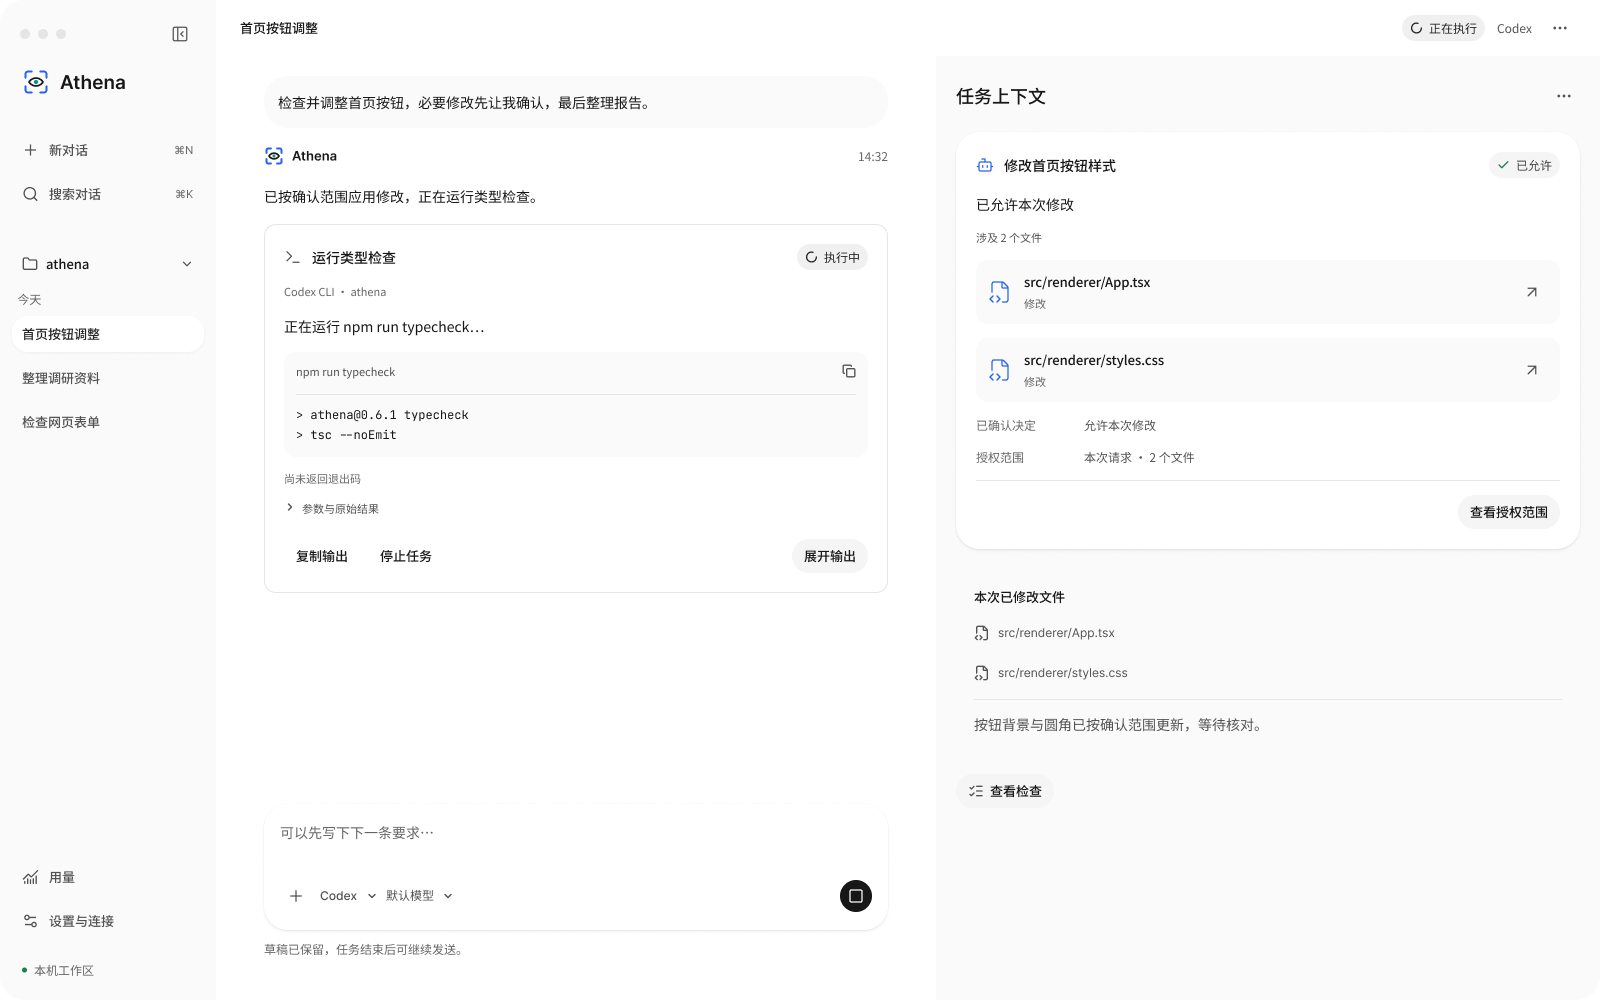 Athena
新对话 ⌘N
搜索对话 ⌘K
athena
今天
首页按钮调整
整理调研资料
检查网页表单
用量
设置与连接
本机工作区
首页按钮调整
正在执行 Codex
检查并调整首页按钮，必要修改先让我确认，最后整理报告。
Athena 14:32
已按确认范围应用修改，正在运行类型检查。
运行类型检查 执行中
Codex CLI • athena
正在运行 npm run typecheck...
npm run typecheck
> athena@0.6.1 typecheck
> tsc --noEmit
尚未返回退出码
参数与原始结果
复制输出 停止任务 展开输出
可以先写下下一条要求…
Codex 默认模型
草稿已保留，任务结束后可继续发送。
任务上下文
修改首页按钮样式 已允许
已允许本次修改
涉及 2 个文件
src/renderer/App.tsx
修改
src/renderer/styles.css
修改
已确认决定 允许本次修改
授权范围 本次请求 • 2 个文件
查看授权范围
本次已修改文件
src/renderer/App.tsx
src/renderer/styles.css
按钮背景与圆角已按确认范围更新，等待核对。
查看检查